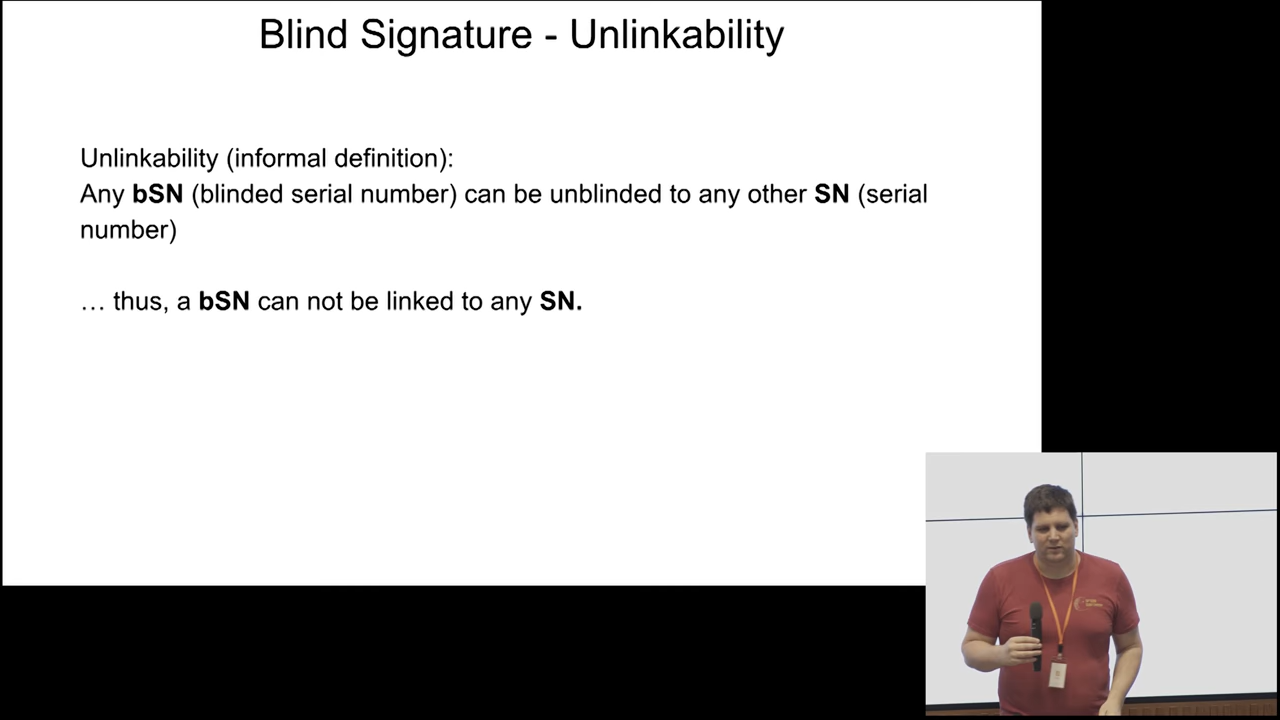 Blind Signature - Unlinkability
Unlinkability (informal definition):
Any bSN (blinded serial number) can be unblinded to any other SN (serial
number)
… thus, a bSN can not be linked to any SN.